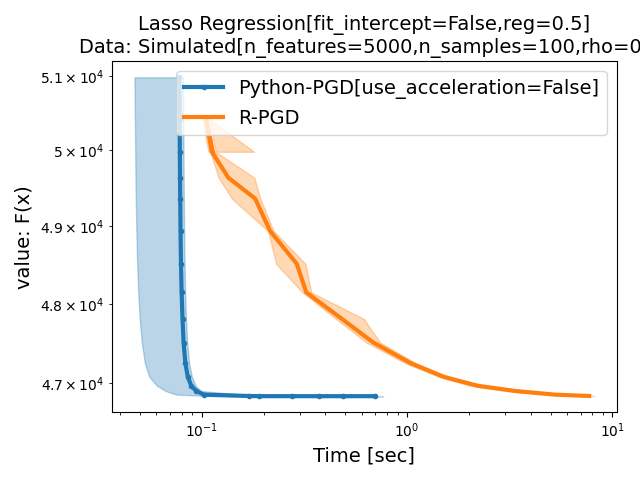 Lasso Regression[fit_intercept=False,reg=0.5]
Data: Simulated[n_features=5000,n_samples=100,rho=0
Python-PGD[use_acceleration=False]
R-PGD
value: F(x)
5.1 × 10⁴
5 × 10⁴
4.9 × 10⁴
4.8 × 10⁴
4.7 × 10⁴
10⁻¹
10⁰
10¹
Time [sec]